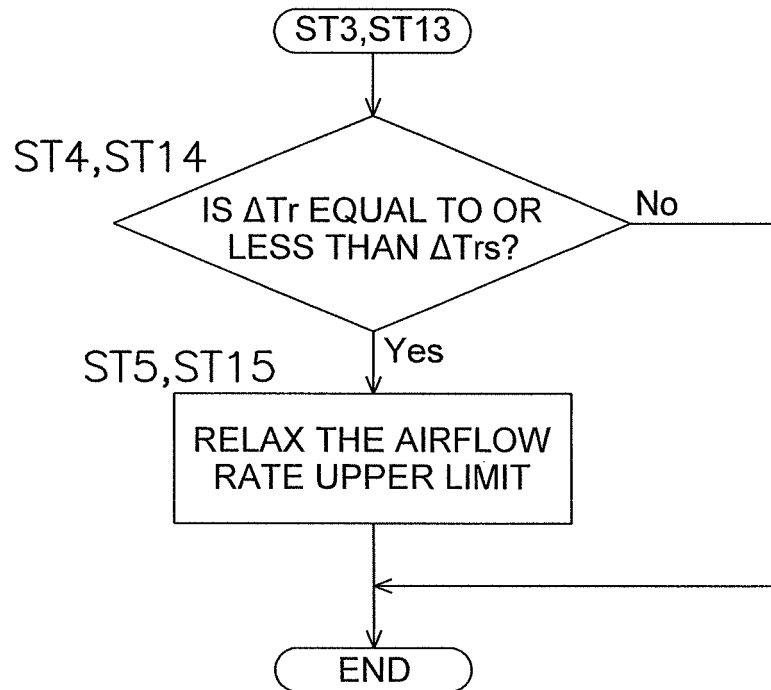 ST3,ST13
ST4,ST14
IS ΔTr EQUAL TO OR
LESS THAN ΔTrs?
No
Yes
ST5,ST15
RELAX THE AIRFLOW
RATE UPPER LIMIT
END